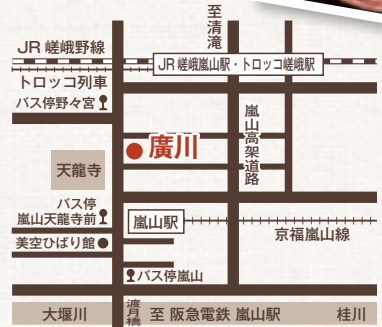 至清滝
JR 嵯峨野線
JR 嵯峨嵐山駅・トロッコ嵯峨駅
トロッコ列車
バス停野々宮
嵐山高架道路
廣川
天龍寺
バス停
嵐山天龍寺前
嵐山駅
京福嵐山線
美空ひばり館
バス停嵐山
大堰川
渡月橋
至 阪急電鉄 嵐山駅
桂川